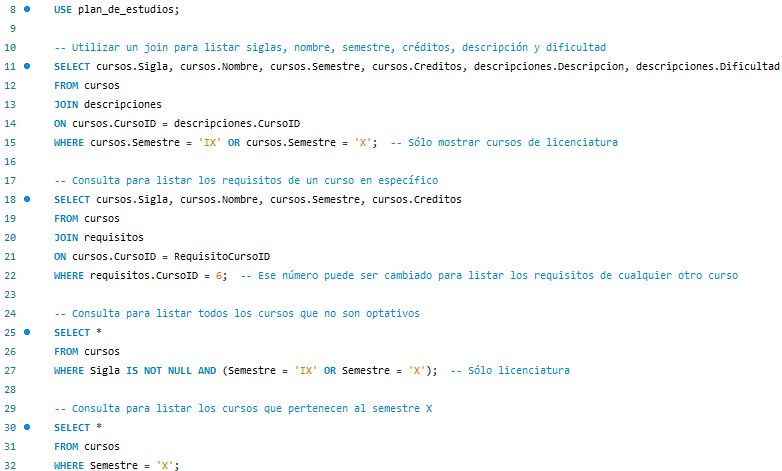 8 USE plan_de_estudios;
9
10 -- Utilizar un join para listar siglas, nombre, semestre, créditos, descripción y dificultad
11 SELECT cursos.Sigla, cursos.Nombre, cursos.Semestre, cursos.Creditos, descripciones.Descripcion, descripciones.Dificultad
12 FROM cursos
13 JOIN descripciones
14 ON cursos.CursoID = descripciones.CursoID
15 WHERE cursos.Semestre = 'IX' OR cursos.Semestre = 'X';  -- Sólo mostrar cursos de licenciatura
16
17 -- Consulta para listar los requisitos de un curso en específico
18 SELECT cursos.Sigla, cursos.Nombre, cursos.Semestre, cursos.Creditos
19 FROM cursos
20 JOIN requisitos
21 ON cursos.CursoID = RequisitoCursoID
22 WHERE requisitos.CursoID = 6;  -- Ese número puede ser cambiado para listar los requisitos de cualquier otro curso
23
24 -- Consulta para listar todos los cursos que no son optativos
25 SELECT *
26 FROM cursos
27 WHERE Sigla IS NOT NULL AND (Semestre = 'IX' OR Semestre = 'X');  -- Sólo licenciatura
28
29 -- Consulta para listar los cursos que pertenecen al semestre X
30 SELECT *
31 FROM cursos
32 WHERE Semestre = 'X';